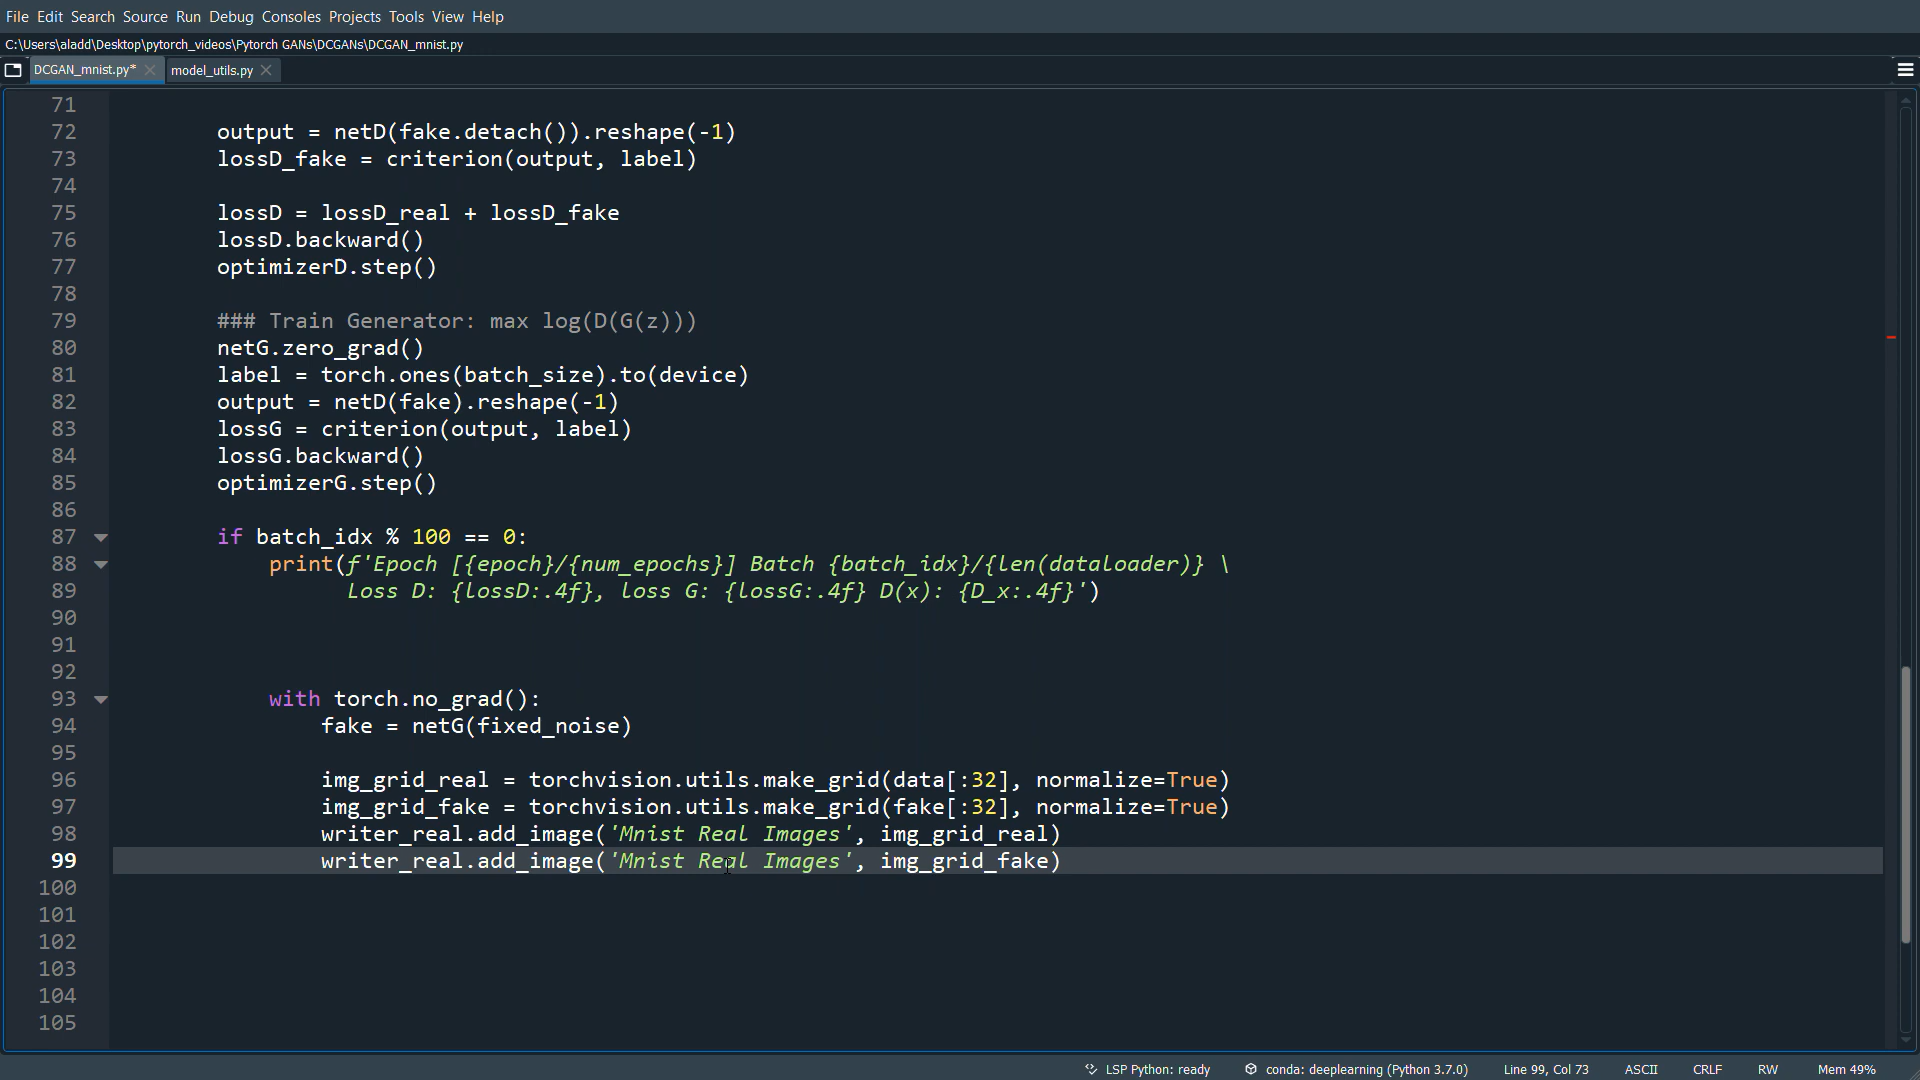 File Edit Search Source Run Debug Consoles Projects Tools View Help
C:\Users\aladd\Desktop\pytorch_videos\Pytorch GANs\DCGANs\DCGAN_mnist.py
DCGAN_mnist.py* model_utils.py
71
72 output = netD(fake.detach()).reshape(-1)
73 lossD_fake = criterion(output, label)
74
75 lossD = lossD_real + lossD_fake
76 lossD.backward()
77 optimizerD.step()
78
79 ### Train Generator: max log(D(G(z)))
80 netG.zero_grad()
81 label = torch.ones(batch_size).to(device)
82 output = netD(fake).reshape(-1)
83 lossG = criterion(output, label)
84 lossG.backward()
85 optimizerG.step()
86
87 if batch_idx % 100 == 0:
88 print(f'Epoch [{epoch}/{num_epochs}] Batch {batch_idx}/{len(dataloader)} \
89 Loss D: {lossD:.4f}, loss G: {lossG:.4f} D(x): {D_x:.4f}')
90
91
92
93 with torch.no_grad():
94 fake = netG(fixed_noise)
95
96 img_grid_real = torchvision.utils.make_grid(data[:32], normalize=True)
97 img_grid_fake = torchvision.utils.make_grid(fake[:32], normalize=True)
98 writer_real.add_image('Mnist Real Images', img_grid_real)
99 writer_real.add_image('Mnist Real Images', img_grid_fake)
100
101
102
103
104
105
LSP Python: ready conda: deeplearning (Python 3.7.0) Line 99, Col 73 ASCII CRLF RW Mem 49%